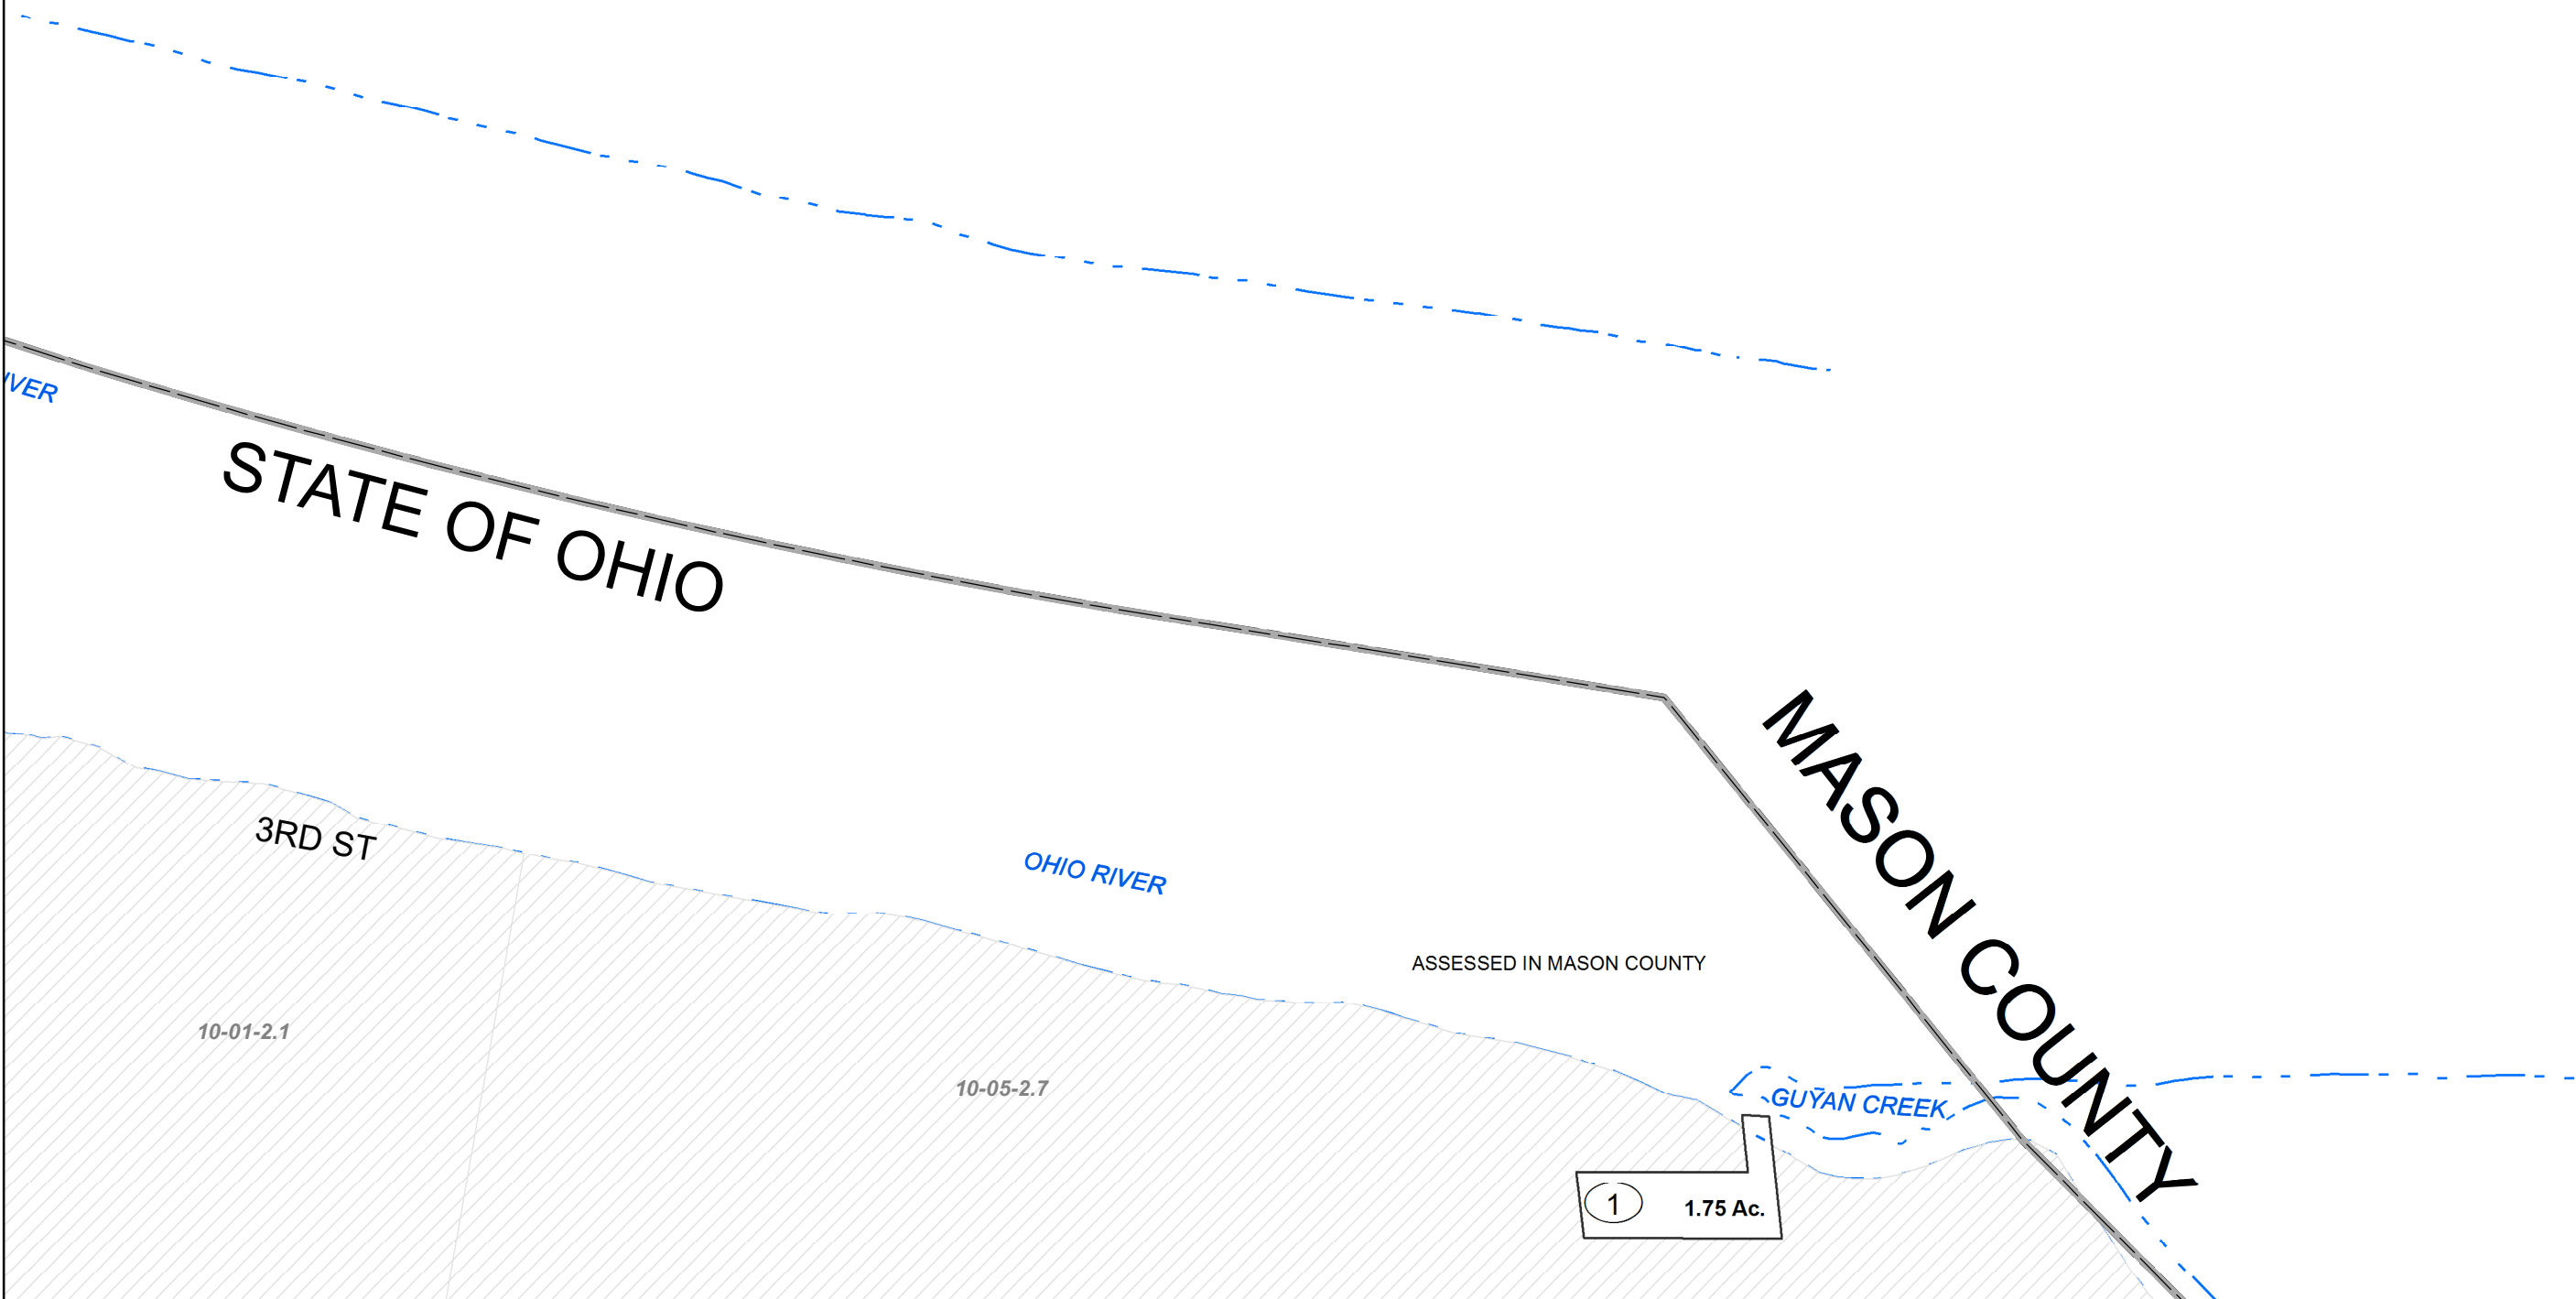 STATE OF OHIO
MASON COUNTY
3RD ST
OHIO RIVER
ASSESSED IN MASON COUNTY
10-01-2.1
10-05-2.7
GUYAN CREEK
1
1.75 Ac.